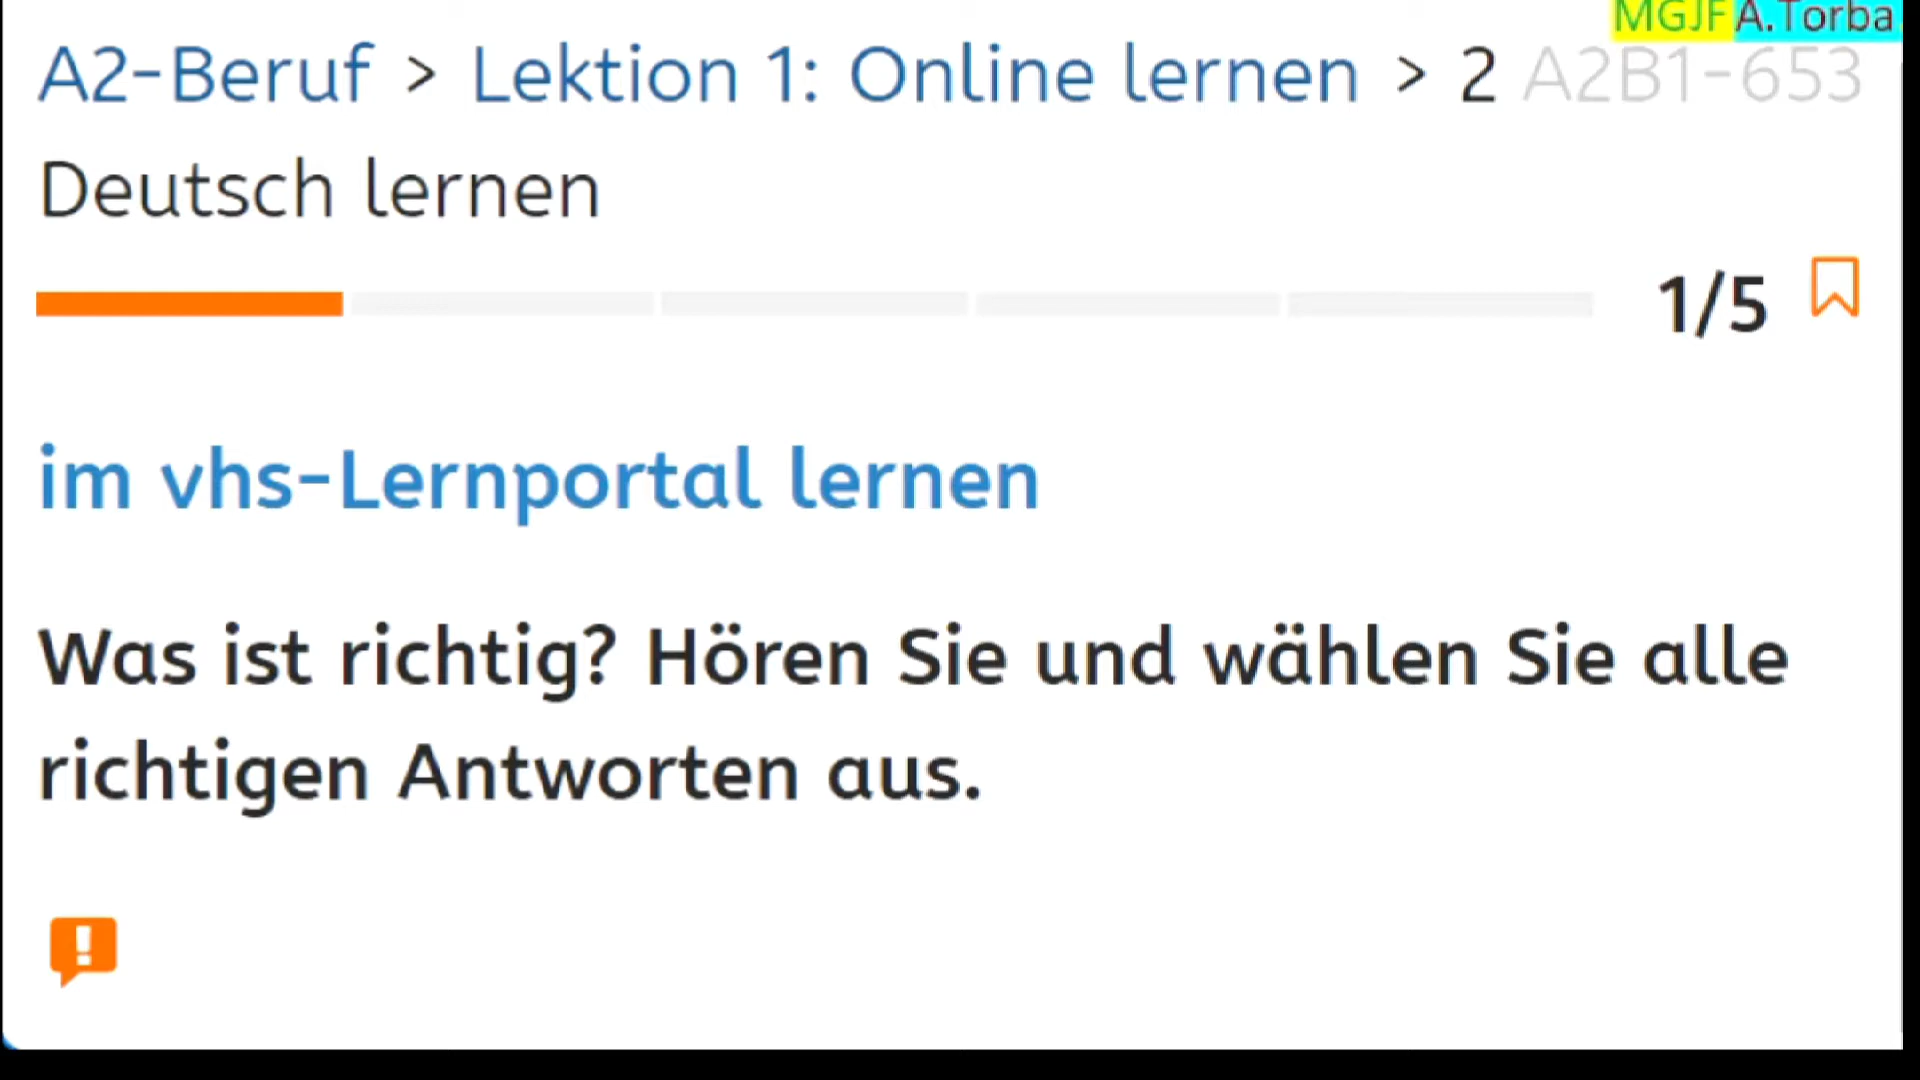 MGJF A.Torba
A2-Beruf > Lektion 1: Online lernen > 2 A2B1-653
Deutsch lernen
1/5
im vhs-Lernportal lernen
Was ist richtig? Hören Sie und wählen Sie alle
richtigen Antworten aus.